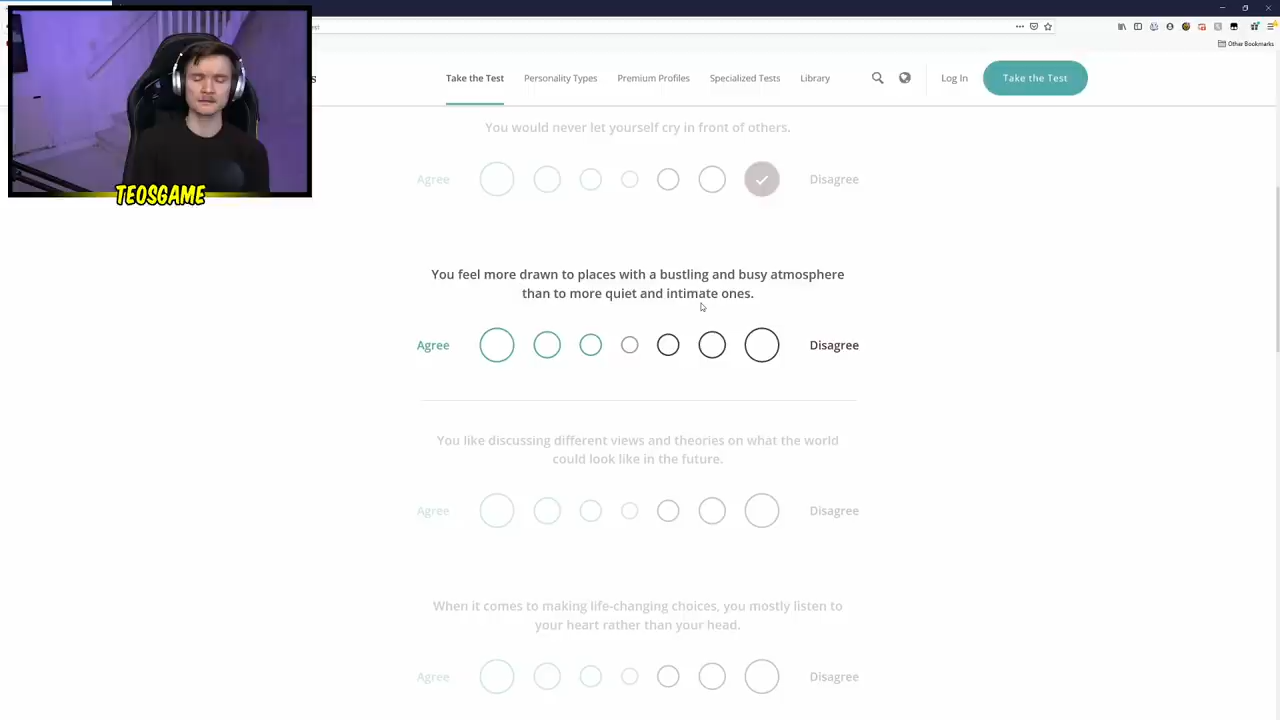 est
Other Bookmarks
s
Take the Test
Personality Types
Premium Profiles
Specialized Tests
Library
Log In
Take the Test
TEOSGAME
You would never let yourself cry in front of others.
Agree
Disagree
You feel more drawn to places with a bustling and busy atmosphere
than to more quiet and intimate ones.
Agree
Disagree
You like discussing different views and theories on what the world
could look like in the future.
Agree
Disagree
When it comes to making life-changing choices, you mostly listen to
your heart rather than your head.
Agree
Disagree